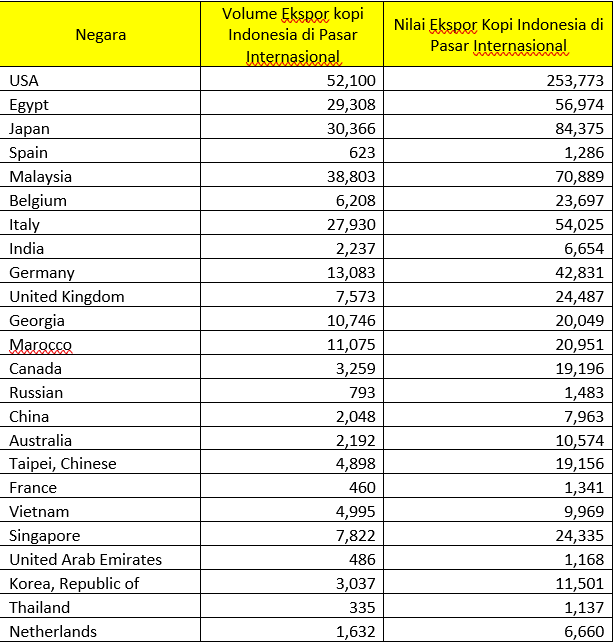 Negara Volume Ekspor kopi Indonesia di Pasar Internasional Nilai Ekspor Kopi Indonesia di Pasar Internasional
USA 52,100 253,773
Egypt 29,308 56,974
Japan 30,366 84,375
Spain 623 1,286
Malaysia 38,803 70,889
Belgium 6,208 23,697
Italy 27,930 54,025
India 2,237 6,654
Germany 13,083 42,831
United Kingdom 7,573 24,487
Georgia 10,746 20,049
Marocco 11,075 20,951
Canada 3,259 19,196
Russian 793 1,483
China 2,048 7,963
Australia 2,192 10,574
Taipei, Chinese 4,898 19,156
France 460 1,341
Vietnam 4,995 9,969
Singapore 7,822 24,335
United Arab Emirates 486 1,168
Korea, Republic of 3,037 11,501
Thailand 335 1,137
Netherlands 1,632 6,660